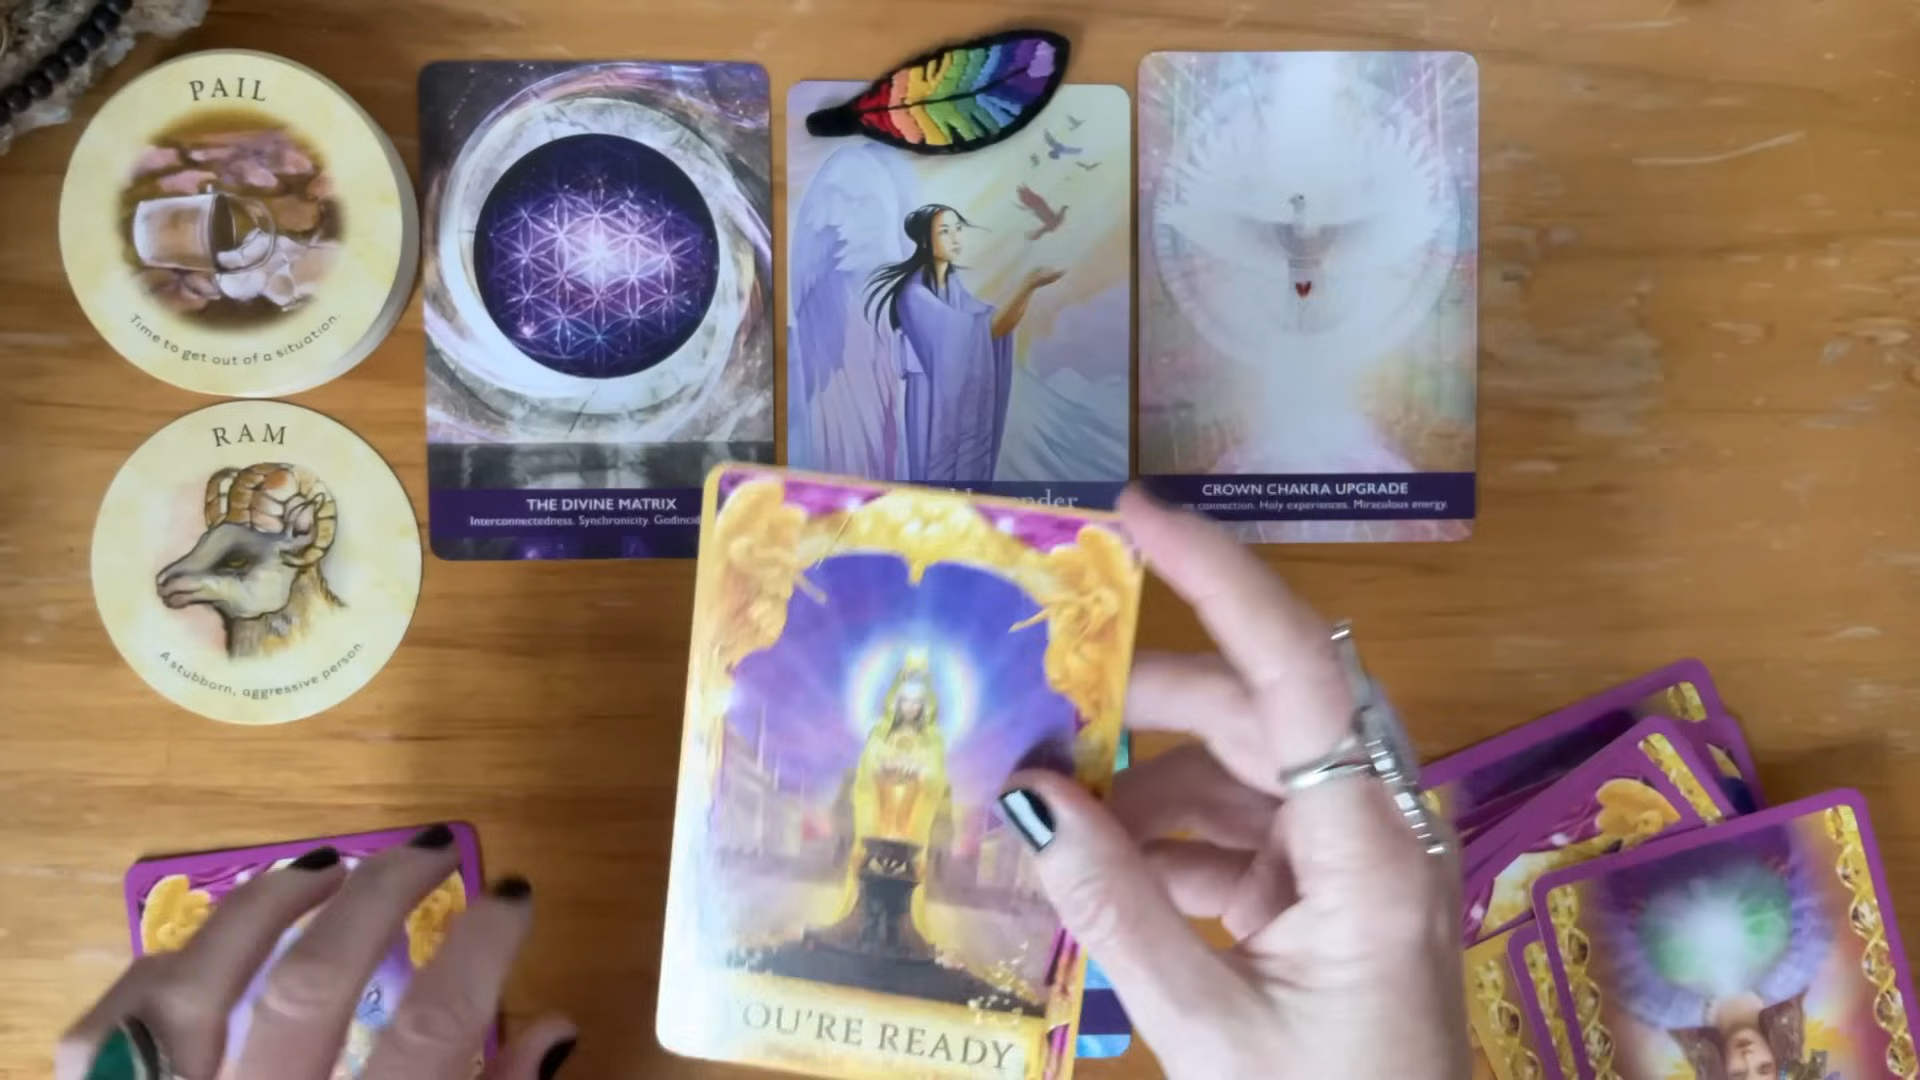 PAIL
Time to get out of a situation.
RAM
A stubborn, aggressive person.
THE DIVINE MATRIX
Interconnectedness. Synchronicity.
CROWN CHAKRA UPGRADE
connection. Holy experiences. Miraculous energy.
YOU'RE READY